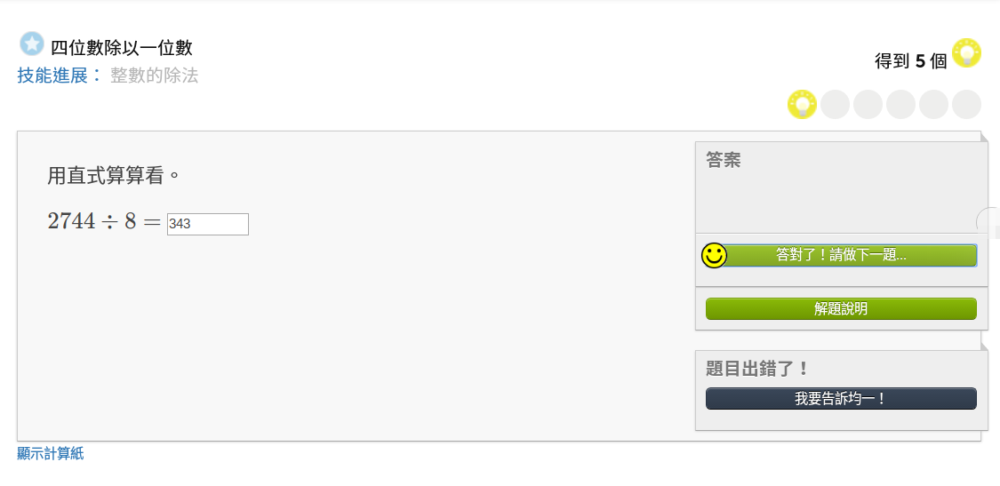 四位數除以一位數
技能進展： 整數的除法
得到 5 個
用直式算算看。
2744 ÷ 8 = 343
答案
答對了！請做下一題...
解題說明
題目出錯了！
我要告訴均一！
顯示計算紙